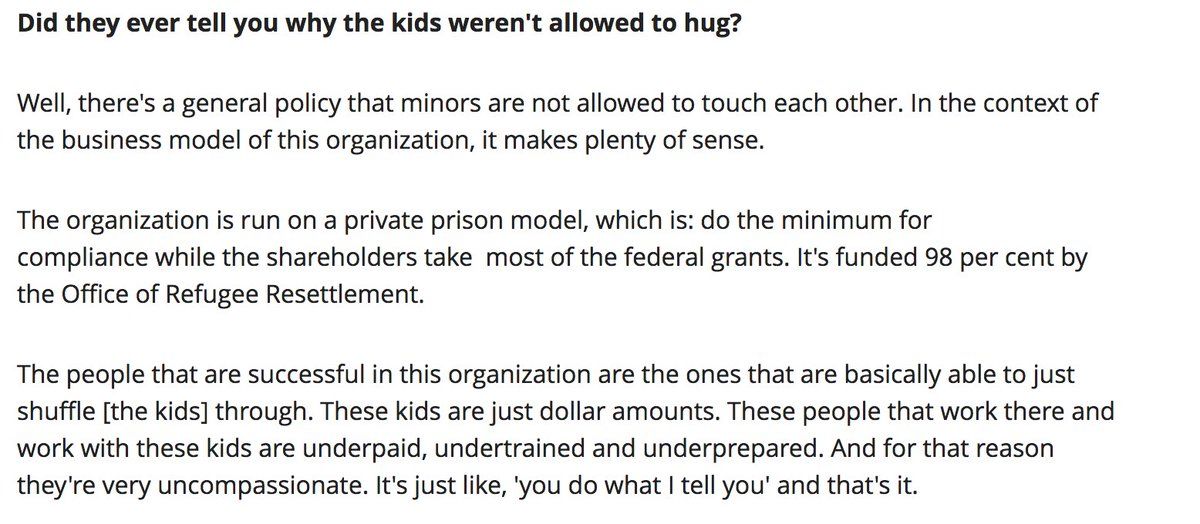 Did they ever tell you why the kids weren't allowed to hug?
Well, there's a general policy that minors are not allowed to touch each other. In the context of
the business model of this organization, it makes plenty of sense.
The organization is run on a private prison model, which is: do the minimum for
compliance while the shareholders take  most of the federal grants. It's funded 98 per cent by
the Office of Refugee Resettlement.
The people that are successful in this organization are the ones that are basically able to just
shuffle [the kids] through. These kids are just dollar amounts. These people that work there and
work with these kids are underpaid, undertrained and underprepared. And for that reason
they're very uncompassionate. It's just like, 'you do what I tell you' and that's it.